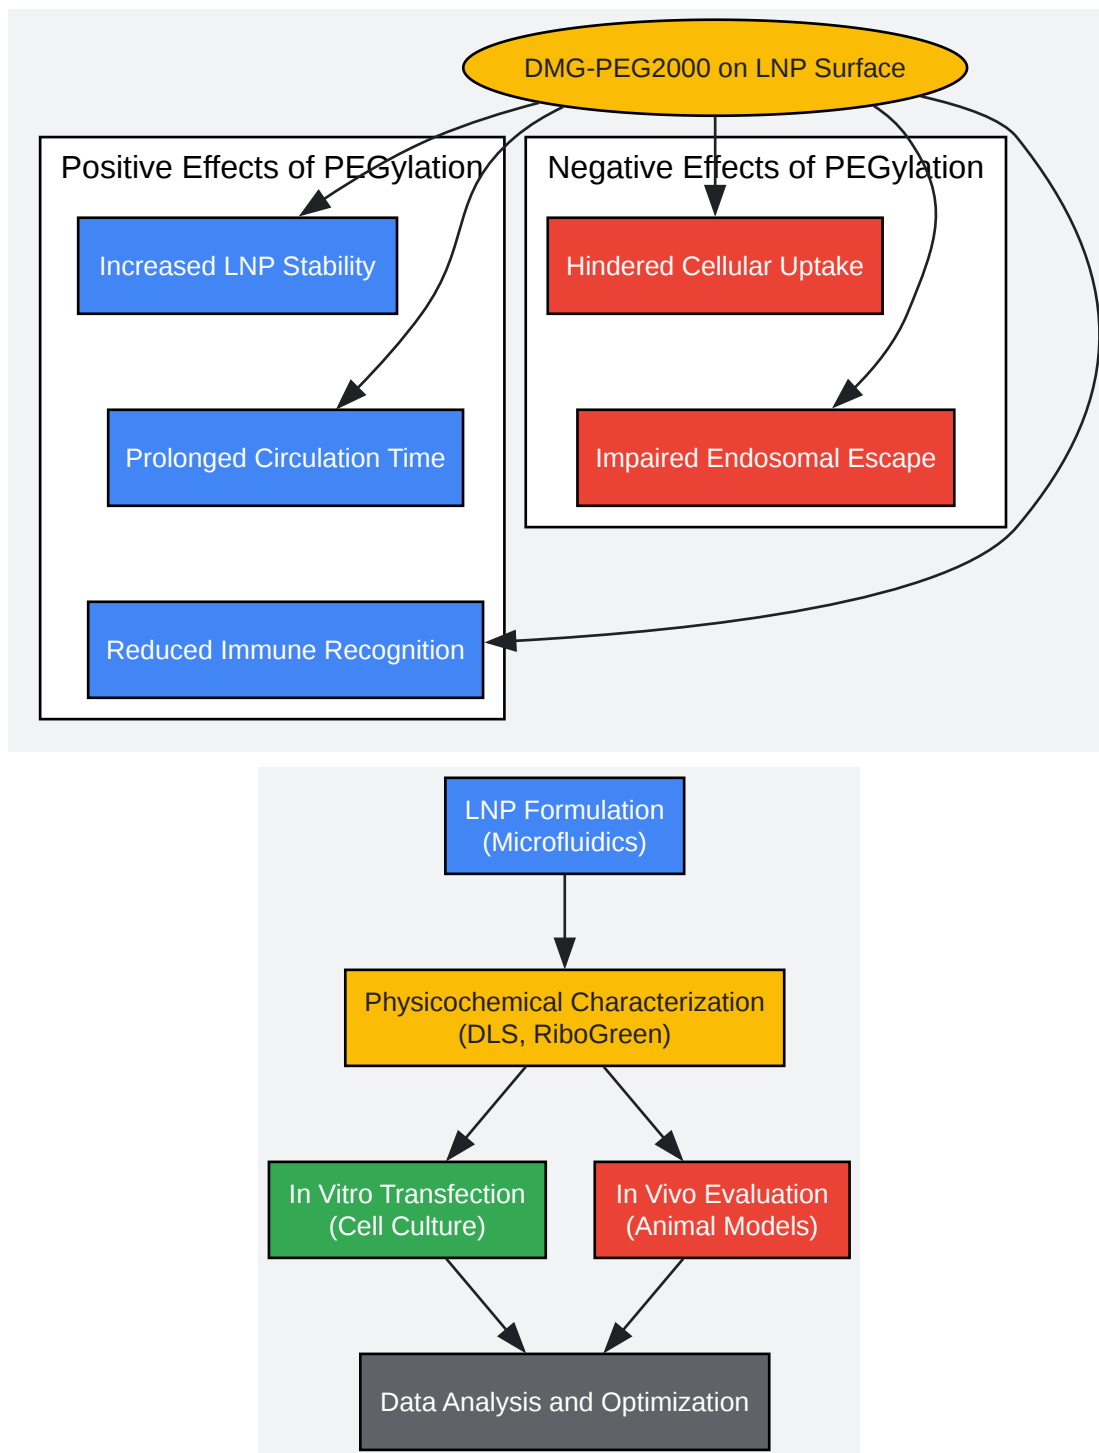 DMG-PEG2000 on LNP Surface
Positive Effects of PEGylation
Increased LNP Stability
Prolonged Circulation Time
Reduced Immune Recognition
Negative Effects of PEGylation
Hindered Cellular Uptake
Impaired Endosomal Escape
LNP Formulation
(Microfluidics)
Physicochemical Characterization
(DLS, RiboGreen)
In Vitro Transfection
(Cell Culture)
In Vivo Evaluation
(Animal Models)
Data Analysis and Optimization